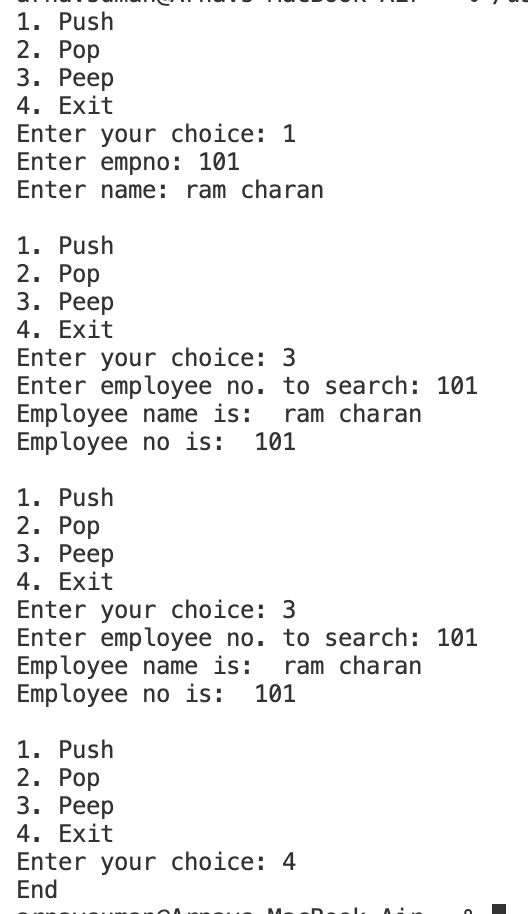 1. Push
2. Pop
3. Peep
4. Exit
Enter your choice: 1
Enter empno: 101
Enter name: ram charan
1. Push
2. Pop
3. Peep
4. Exit
Enter your choice: 3
Enter employee no. to search: 101
Employee name is:  ram charan
Employee no is:  101
1. Push
2. Pop
3. Peep
4. Exit
Enter your choice: 3
Enter employee no. to search: 101
Employee name is:  ram charan
Employee no is:  101
1. Push
2. Pop
3. Peep
4. Exit
Enter your choice: 4
End